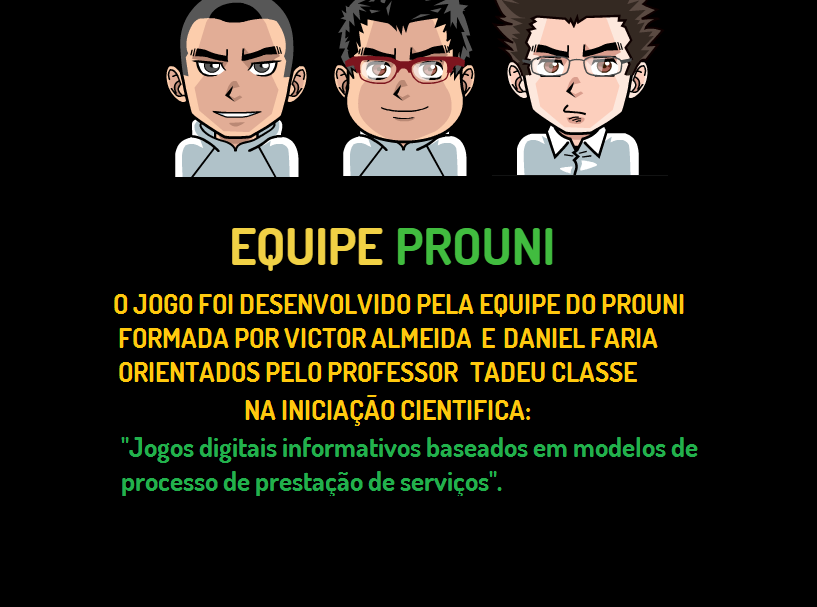 EQUIPE PROUNI
O JOGO FOI DESENVOLVIDO PELA EQUIPE DO PROUNI
FORMADA POR VICTOR ALMEIDA E DANIEL FARIA
ORIENTADOS PELO PROFESSOR TADEU CLASSE
NA INICIAÇÃO CIENTIFICA:
"Jogos digitais informativos baseados em modelos de
processo de prestação de serviços".